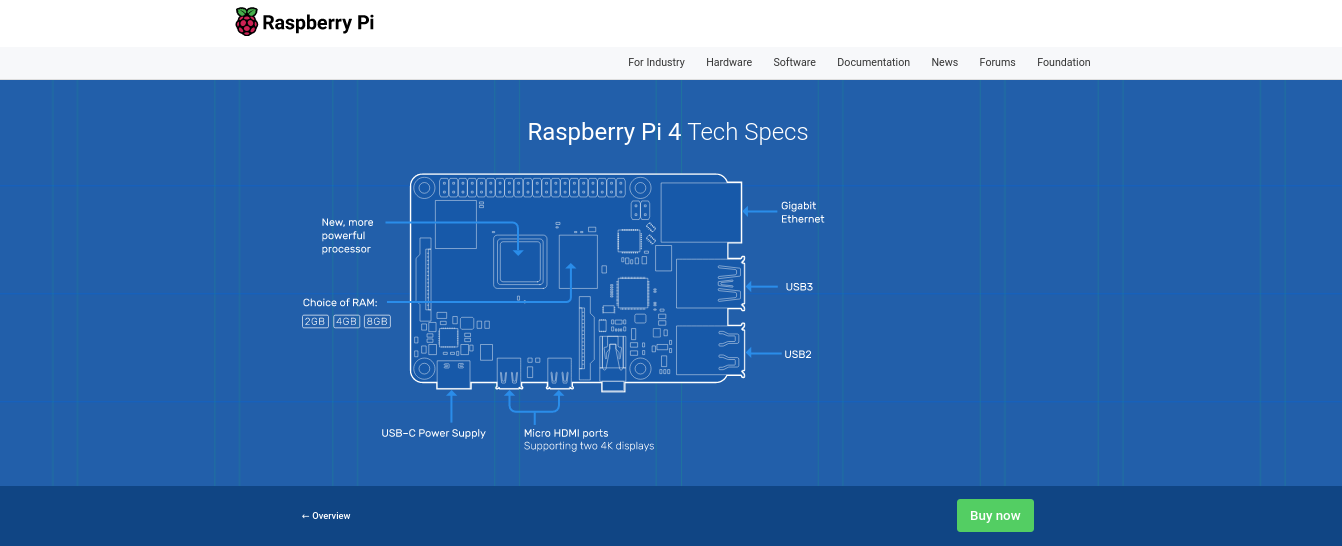 Raspberry Pi
For Industry Hardware Software Documentation News Forums Foundation
Raspberry Pi 4 Tech Specs
New, more
powerful
processor
Choice of RAM:
2GB 4GB 8GB
Gigabit
Ethernet
USB3
USB2
USB-C Power Supply
Micro HDMI ports
Supporting two 4K displays
← Overview
Buy now